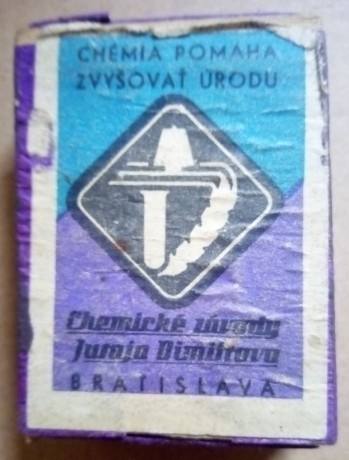 CHÉMIA POMÁHA
ZVYŠOVAŤ ÚRODU
Chemické závody
Juraja Dimitrova
BRATISLAVA